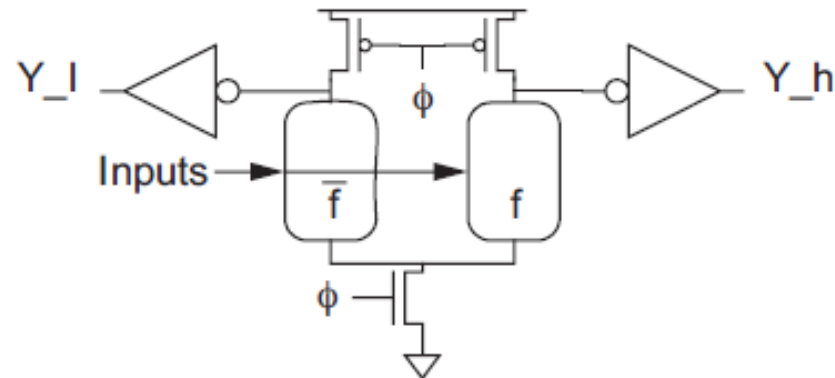 Y_l Y_h
ϕ
Inputs
f̅ f
ϕ